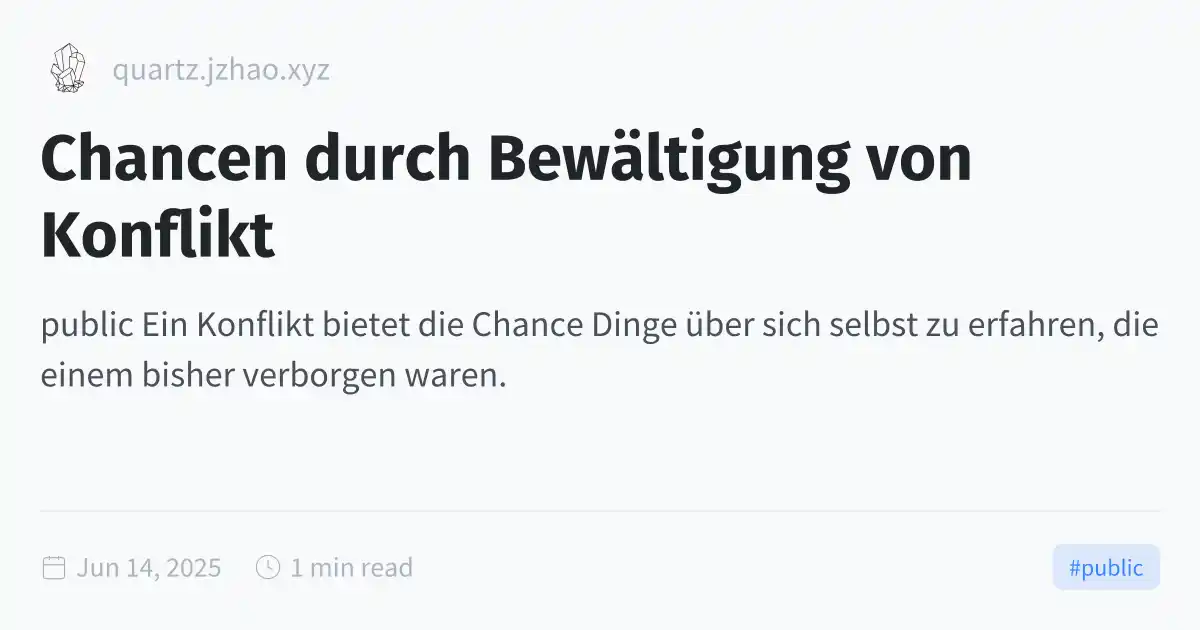 quartz.jzhao.xyz
Chancen durch Bewältigung von
Konflikt
public Ein Konflikt bietet die Chance Dinge über sich selbst zu erfahren, die
einem bisher verborgen waren.
Jun 14, 2025 1 min read #public